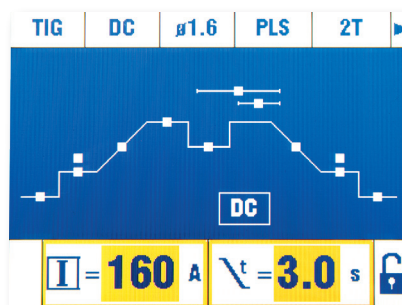 TIG DC ø1.6 PLS 2T
DC
I = 160 A t = 3.0 s